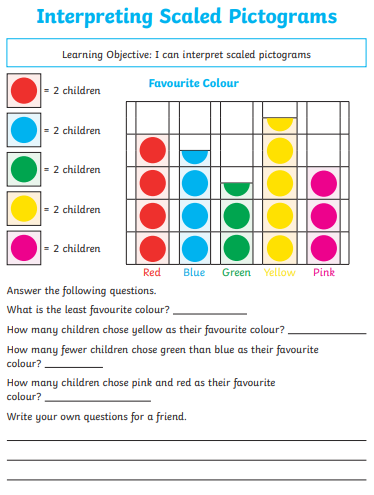 Interpreting Scaled Pictograms
Learning Objective: I can interpret scaled pictograms
Favourite Colour
= 2 children
= 2 children
= 2 children
= 2 children
= 2 children
Red Blue Green Yellow Pink
Answer the following questions.
What is the least favourite colour?
How many children chose yellow as their favourite colour?
How many fewer children chose green than blue as their favourite
colour?
How many children chose pink and red as their favourite
colour?
Write your own questions for a friend.